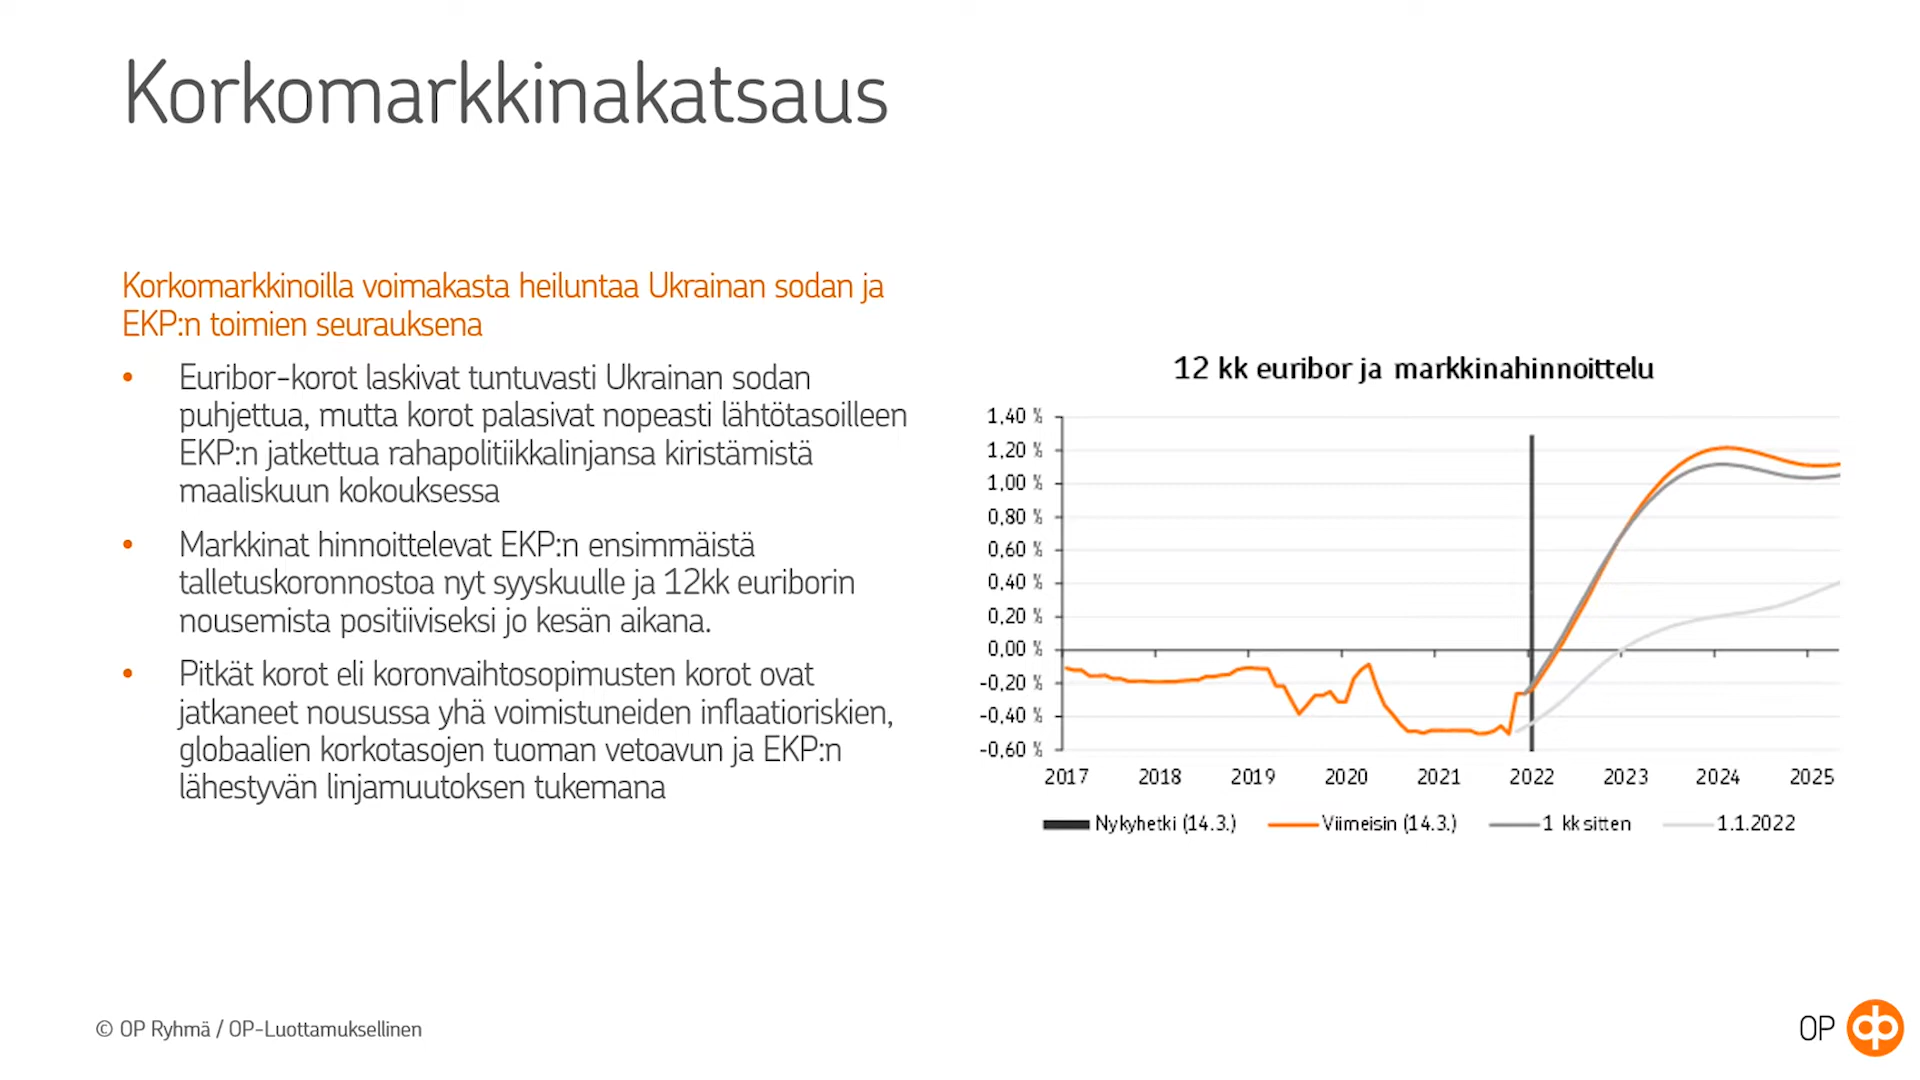 Korkomarkkinakatsaus
Korkomarkkinoilla voimakasta heiluntaa Ukrainan sodan ja
EKP:n toimien seurauksena
• Euribor-korot laskivat tuntuvasti Ukrainan sodan
puhjettua, mutta korot palasivat nopeasti lähtötasoilleen
EKP:n jatkettua rahapolitiikkalinjansa kiristämistä
maaliskuun kokouksessa
• Markkinat hinnoittelevat EKP:n ensimmäistä
talletuskoronnostoa nyt syyskuulle ja 12kk euriborin
nousemista positiiviseksi jo kesän aikana.
• Pitkät korot eli koronvaihtosopimusten korot ovat
jatkaneet nousussa yhä voimistuneiden inflaatioriskien,
globaalien korkotasojen tuoman vetoavun ja EKP:n
lähestyvän linjamuutoksen tukemana
12 kk euribor ja markkinahinnoittelu
1,40 %
1,20 %
1,00 %
0,80 %
0,60 %
0,40 %
0,20 %
0,00 %
-0,20 %
-0,40 %
-0,60 %
2017 2018 2019 2020 2021 2022 2023 2024 2025
Nykyhetki (14.3.) Viimeisin (14.3.) 1 kk sitten 1.1.2022
© OP Ryhmä / OP-Luottamuksellinen
OP